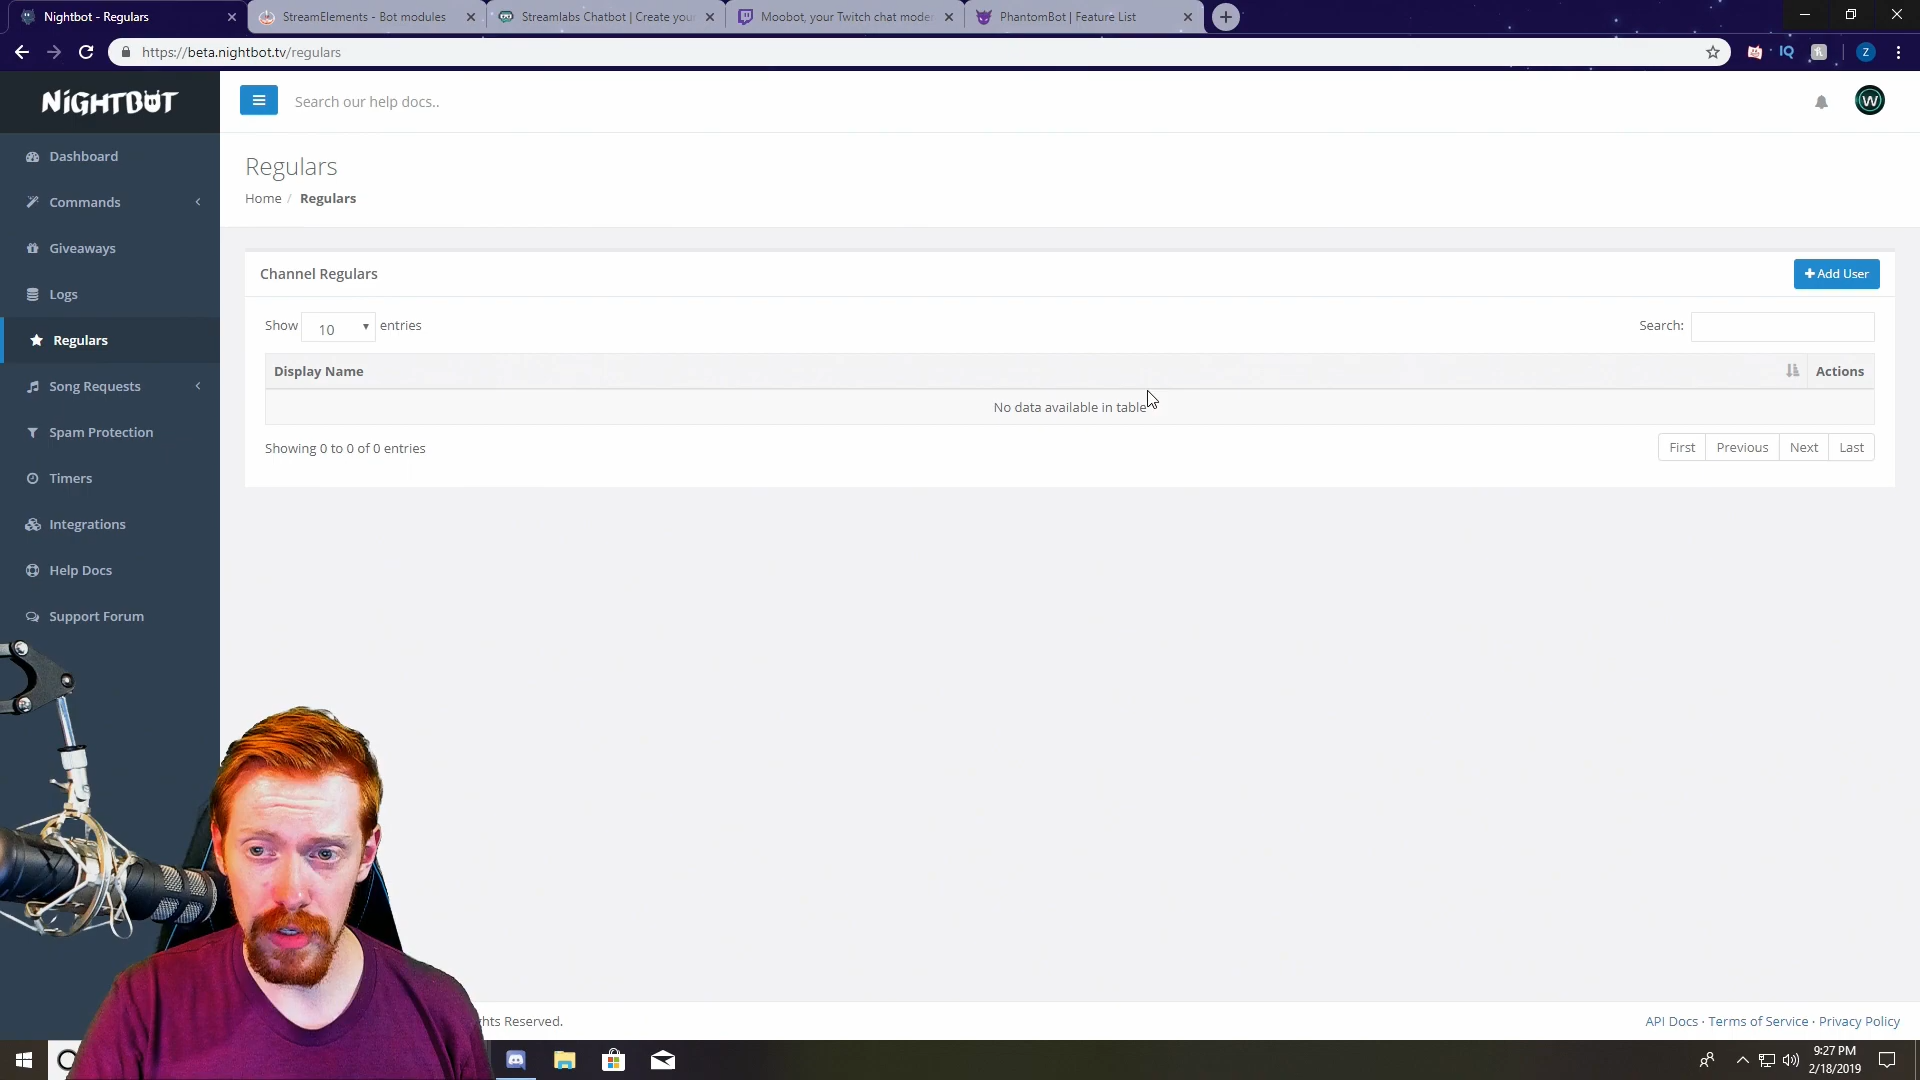 Nightbot - Regulars
StreamElements - Bot modules
Streamlabs Chatbot | Create you
Moobot, your Twitch chat mode
PhantomBot | Feature List
https://beta.nightbot.tv/regulars
IQ
Z
NIGHTBOT
Search our help docs..
W
Dashboard
Commands
Giveaways
Logs
Regulars
Song Requests
Spam Protection
Timers
Integrations
Help Docs
Support Forum
Regulars
Home / Regulars
Channel Regulars
Add User
Show 10 entries
Search:
Display Name
Actions
No data available in table
Showing 0 to 0 of 0 entries
First Previous Next Last
hts Reserved.
API Docs · Terms of Service · Privacy Policy
9:27 PM
2/18/2019